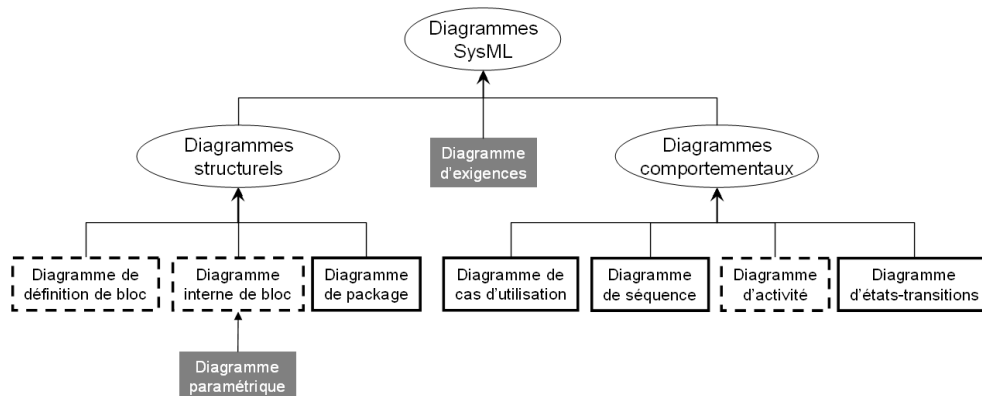 Diagrammes
SysML
Diagrammes
structurels
Diagramme
d'exigences
Diagrammes
comportementaux
Diagramme de
définition de bloc
Diagramme
interne de bloc
Diagramme
de package
Diagramme de
cas d'utilisation
Diagramme
de séquence
Diagramme
d'activité
Diagramme
d'états-transitions
Diagramme
paramétrique